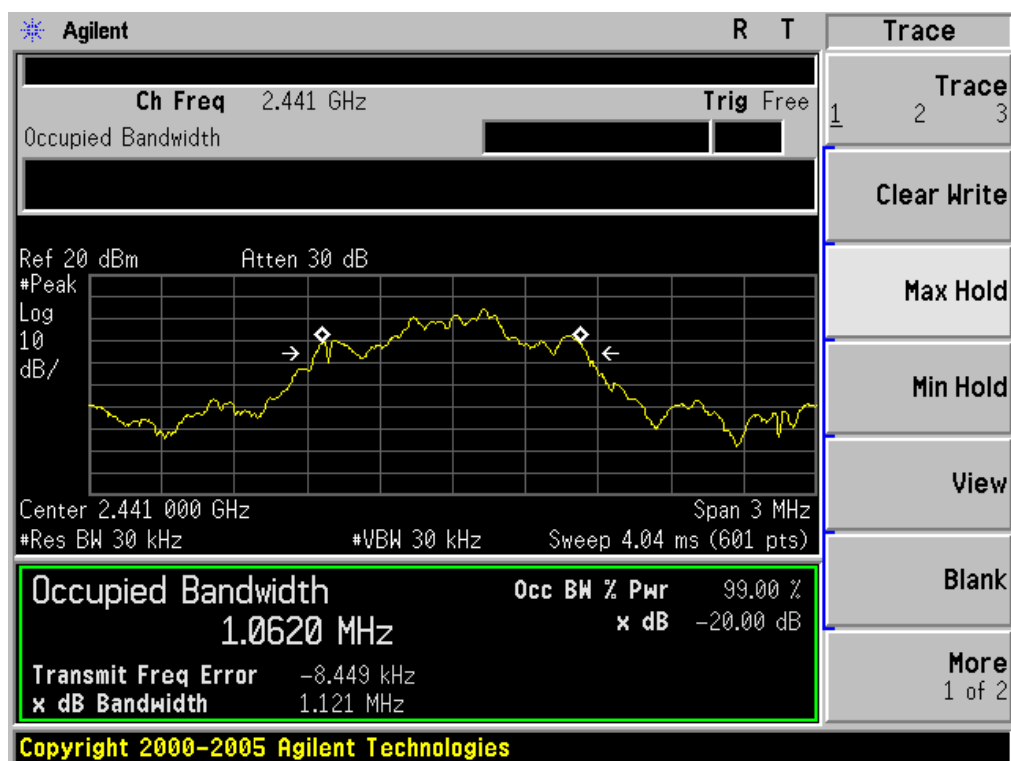 Agilent R T Trace
Ch Freq 2.441 GHz Trig Free
Occupied Bandwidth
Trace
1 2 3
Clear Write
Max Hold
Min Hold
View
Blank
More
1 of 2
Ref 20 dBm Atten 30 dB
#Peak
Log
10
dB/
Center 2.441 000 GHz Span 3 MHz
#Res BW 30 kHz #VBW 30 kHz Sweep 4.04 ms (601 pts)
Occupied Bandwidth Occ BW % Pwr 99.00 %
1.0620 MHz x dB -20.00 dB
Transmit Freq Error -8.449 kHz
x dB Bandwidth 1.121 MHz
Copyright 2000-2005 Agilent Technologies